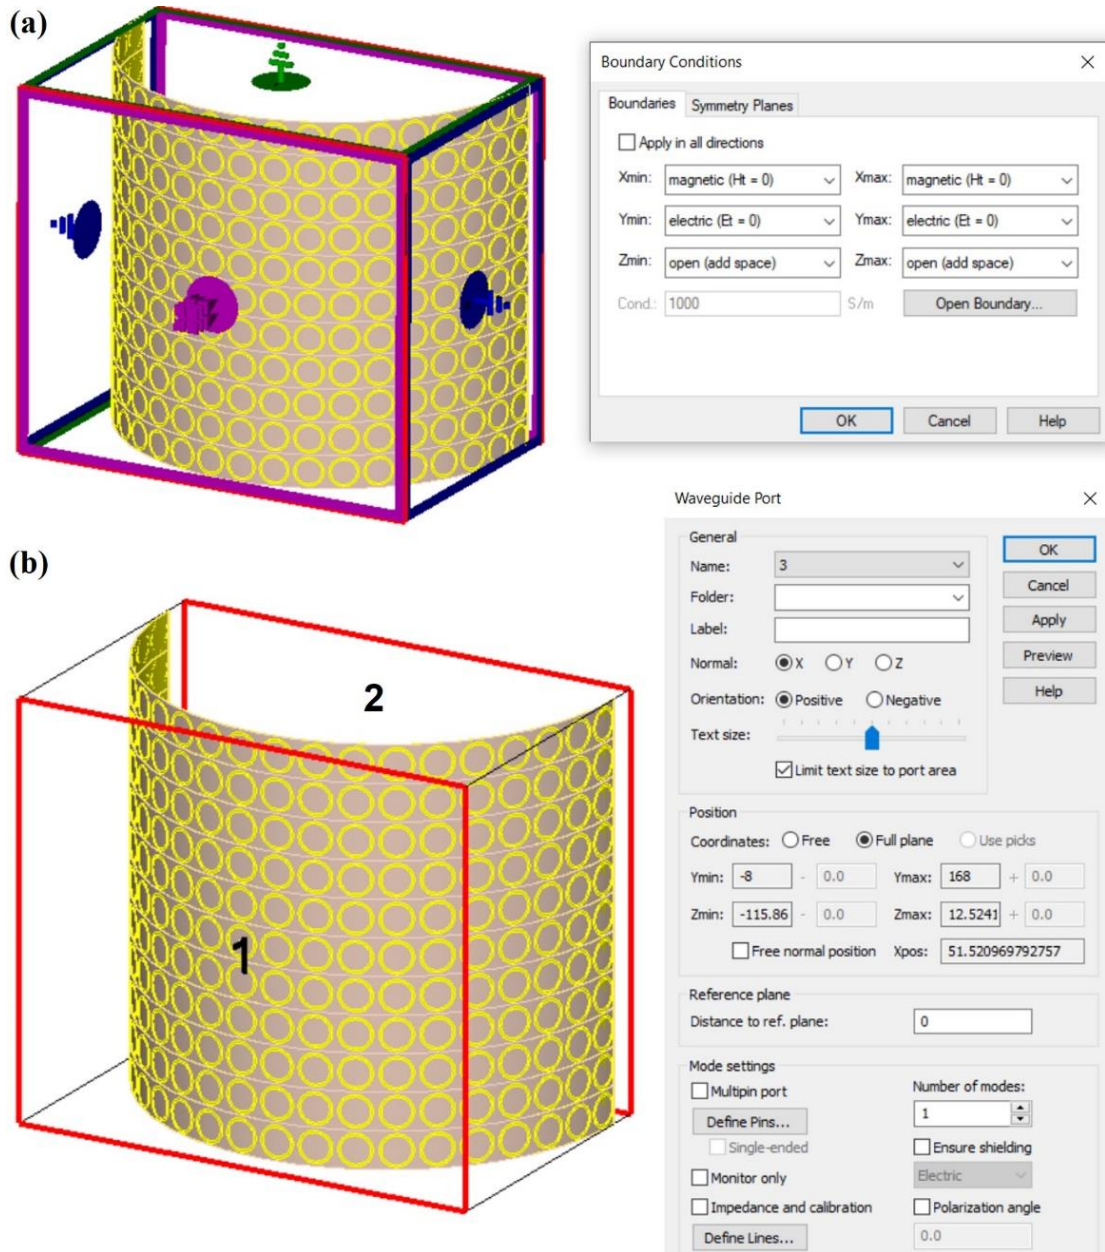 (a)
Boundary Conditions
Boundaries Symmetry Planes
Apply in all directions
Xmin: magnetic (Ht = 0) Xmax: magnetic (Ht = 0)
Ymin: electric (Et = 0) Ymax: electric (Et = 0)
Zmin: open (add space) Zmax: open (add space)
Cond.: 1000 S/m Open Boundary...
OK Cancel Help
(b)
2
1
Waveguide Port
General
Name: 3
Folder:
Label:
Normal: X Y Z
Orientation: Positive Negative
Text size:
Limit text size to port area
OK
Cancel
Apply
Preview
Help
Position
Coordinates: Free Full plane Use picks
Ymin: -8 - 0.0 Ymax: 168 + 0.0
Zmin: -115.86 - 0.0 Zmax: 12.5241 + 0.0
Free normal position Xpos: 51.520969792757
Reference plane
Distance to ref. plane: 0
Mode settings
Multipin port Number of modes:
Define Pins... 1
Single-ended Ensure shielding
Monitor only Electric
Impedance and calibration Polarization angle
Define Lines... 0.0